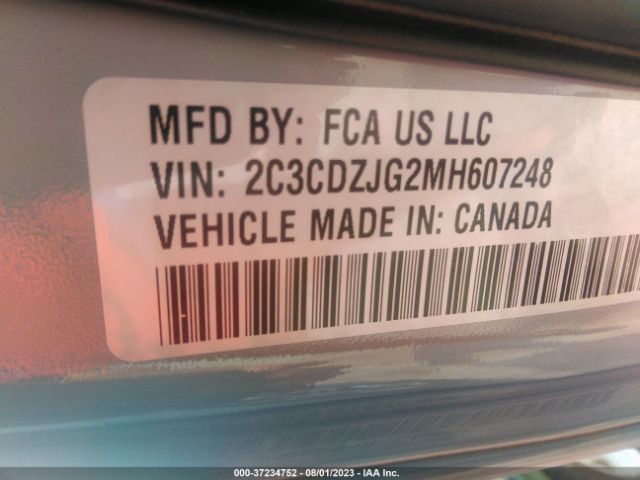 MFD BY: FCA US LLC
VIN: 2C3CDZJG2MH607248
VEHICLE MADE IN: CANADA
000-37234752 - 08/01/2023 - IAA Inc.